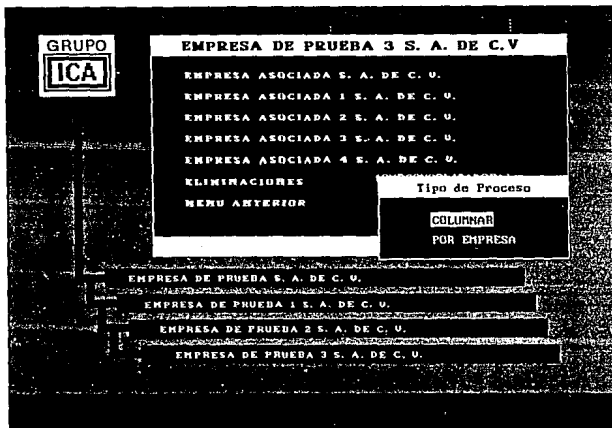 GRUPO
ICA
EMPRESA DE PRUEBA 3 S. A. DE C.V
EMPRESA ASOCIADA S. A. DE C. V.
EMPRESA ASOCIADA 1 S. A. DE C. V.
EMPRESA ASOCIADA 2 S. A. DE C. V.
EMPRESA ASOCIADA 3 S. A. DE C. V.
EMPRESA ASOCIADA 4 S. A. DE C. V.
ELIMINACIONES
MENU ANTERIOR
Tipo de Proceso
COLUMNAR
POR EMPRESA
EMPRESA DE PRUEBA S. A. DE C. V.
EMPRESA DE PRUEBA 1 S. A. DE C. V.
EMPRESA DE PRUEBA 2 S. A. DE C. V.
EMPRESA DE PRUEBA 3 S. A. DE C. V.